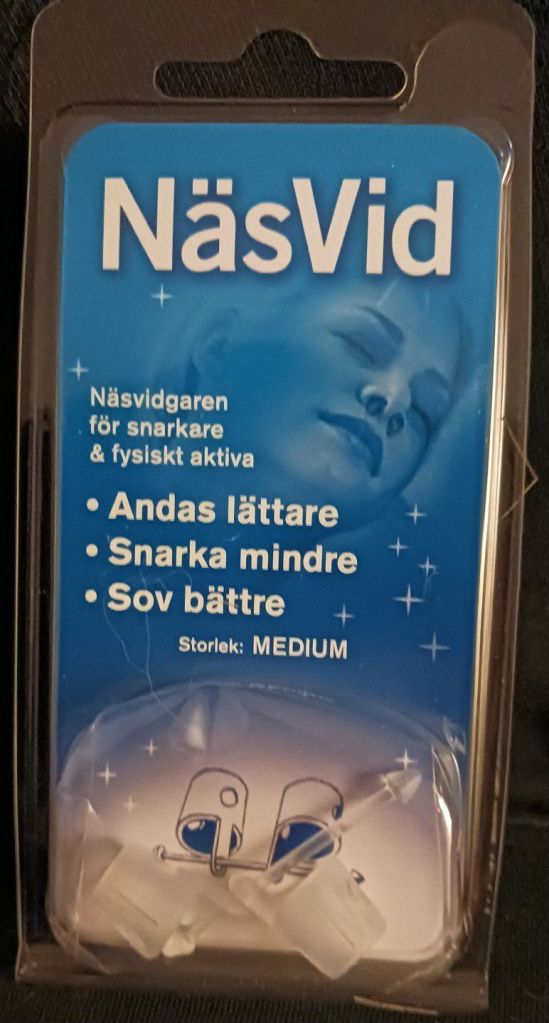 NäsVid
Näsvidgaren
för snarkare
& fysiskt aktiva
• Andas lättare
• Snarka mindre
• Sov bättre
Storlek: MEDIUM